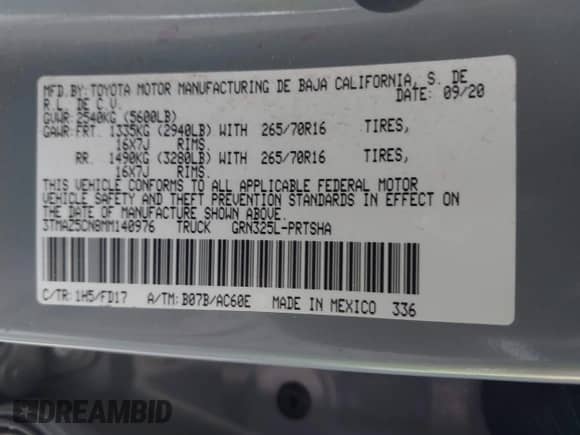 MFD.BY:TOYOTA MOTOR MANUFACTURING DE BAJA CALIFORNIA, S. DE
R.L. DE C.V. DATE: 09/20
GVWR:2540KG (5600LB)
GAWR:FRT. 1335KG (2940LB) WITH 265/70R16 TIRES,
16X7J RIMS,
RR. 1490KG (3280LB) WITH 265/70R16 TIRES,
16X7J RIMS.
THIS VEHICLE CONFORMS TO ALL APPLICABLE FEDERAL MOTOR
VEHICLE SAFETY AND THEFT PREVENTION STANDARDS IN EFFECT ON
THE DATE OF MANUFACTURE SHOWN ABOVE.
3TMAZ5CN8MM140976 TRUCK GRN325L-PRTSHA
C/TR:1H5/FD17 A/TM:B07B/AC60E MADE IN MEXICO 336
DREAMBID